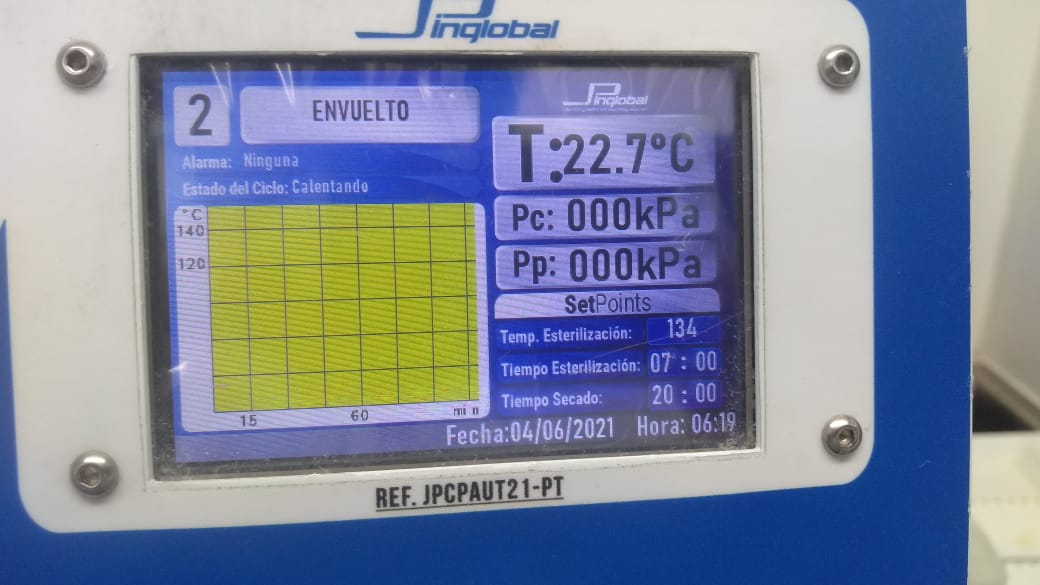 JPinglobal
2 ENVUELTO
JPinglobal
Alarma: Ninguna
Estado del Ciclo: Calentando
T:22.7°C
Pc: 000kPa
Pp: 000kPa
°C
140
120
15 60 min
SetPoints
Temp. Esterilización: 134
Tiempo Esterilización: 07 : 00
Tiempo Secado: 20 : 00
Fecha:04/06/2021 Hora: 06:19
REF. JPCPAUT21-PT